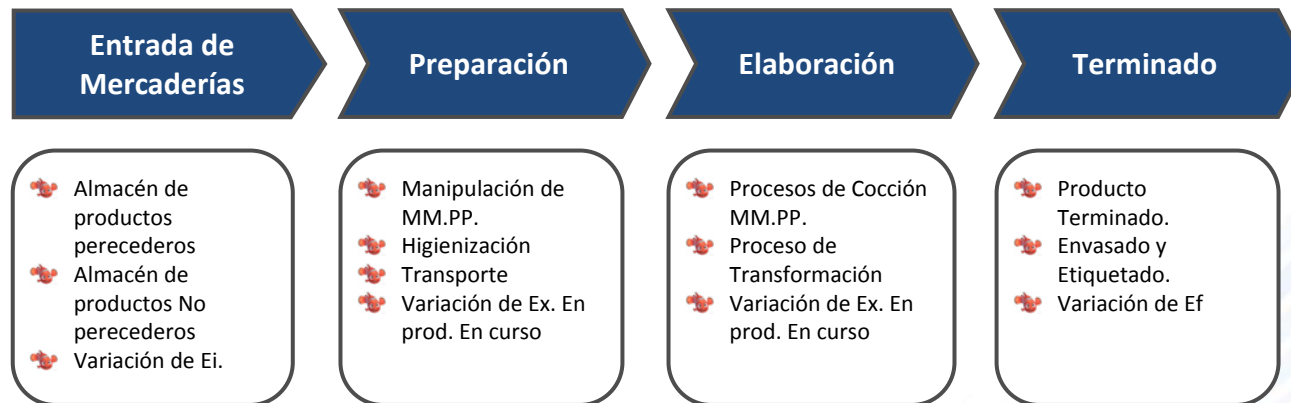 Entrada de
Mercaderías
Preparación
Elaboración
Terminado
Almacén de
productos
perecederos
Almacén de
productos No
perecederos
Variación de Ei.
Manipulación de
MM.PP.
Higienización
Transporte
Variación de Ex. En
prod. En curso
Procesos de Cocción
MM.PP.
Proceso de
Transformación
Variación de Ex. En
prod. En curso
Producto
Terminado.
Envasado y
Etiquetado.
Variación de Ef